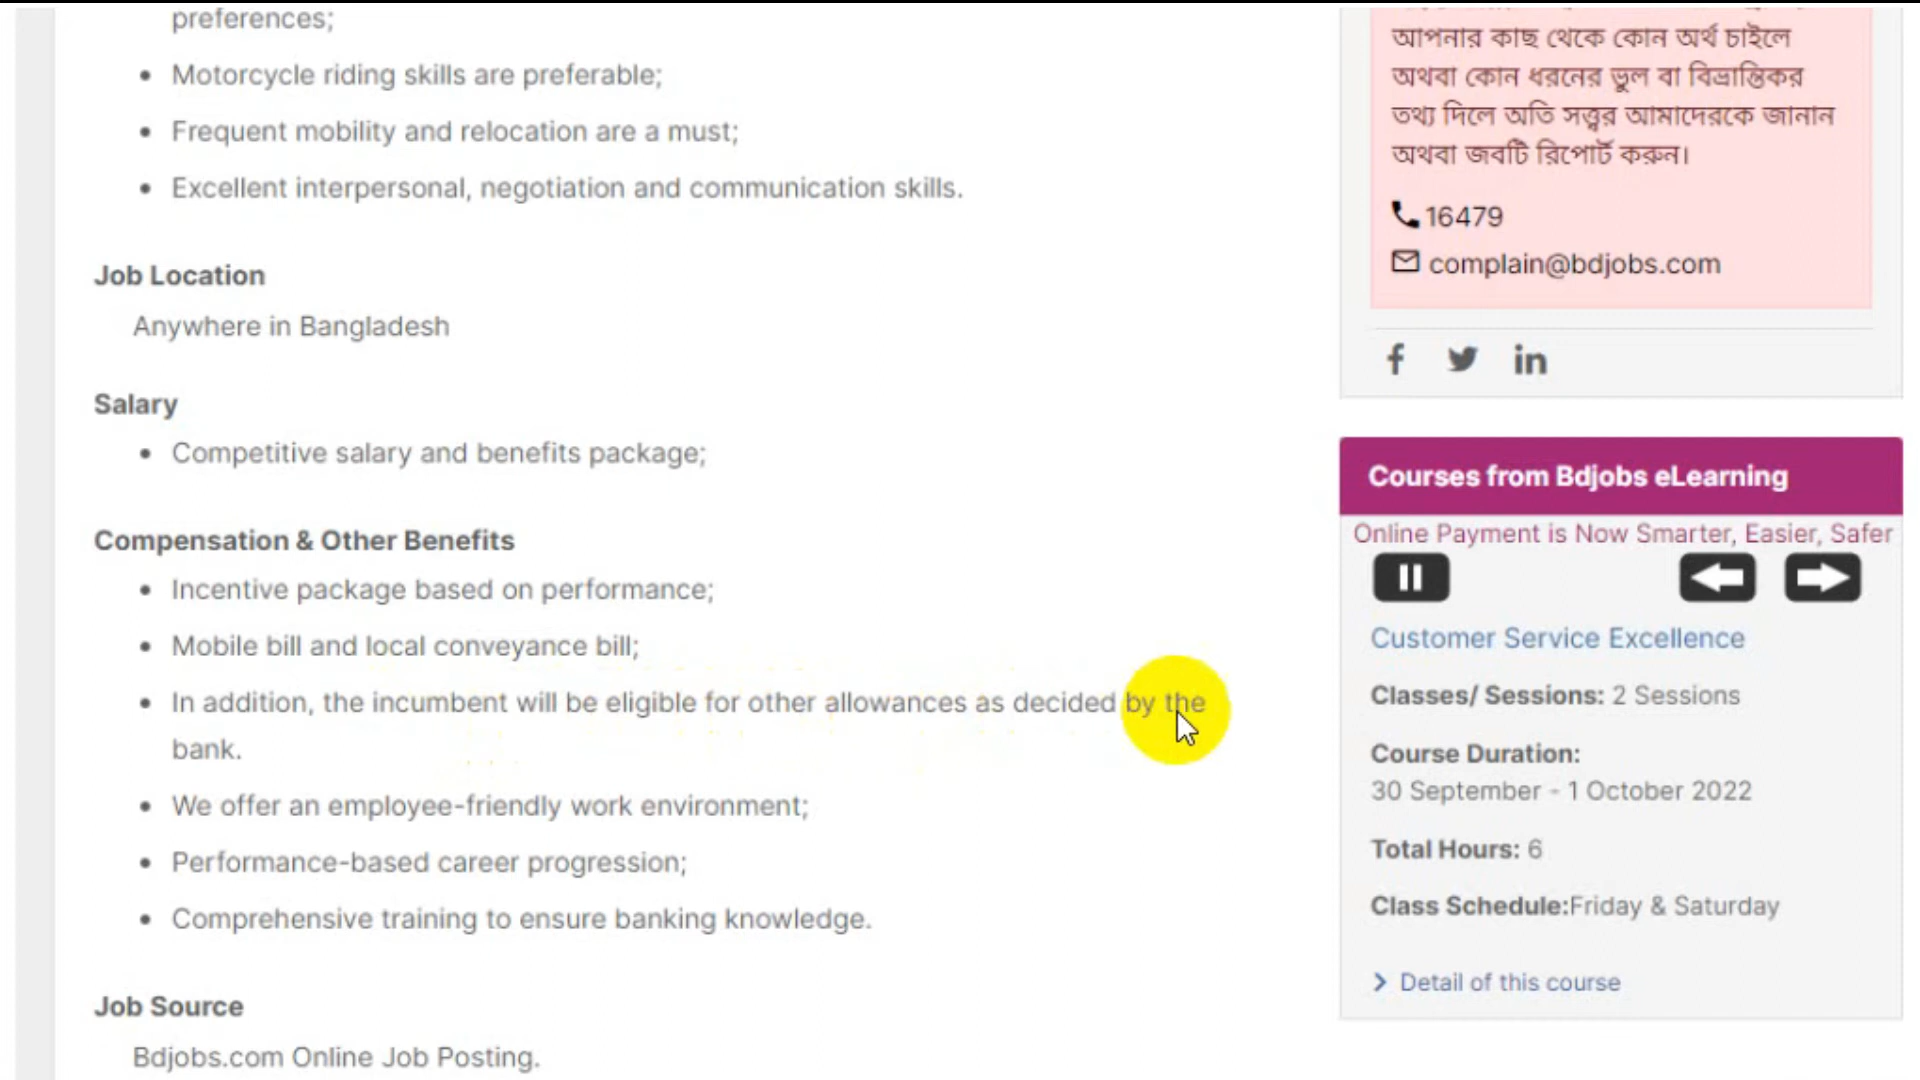 preferences;
Motorcycle riding skills are preferable;
Frequent mobility and relocation are a must;
Excellent interpersonal, negotiation and communication skills.
Job Location
Anywhere in Bangladesh
Salary
Competitive salary and benefits package;
Compensation & Other Benefits
Incentive package based on performance;
Mobile bill and local conveyance bill;
In addition, the incumbent will be eligible for other allowances as decided by the
bank.
We offer an employee-friendly work environment;
Performance-based career progression;
Comprehensive training to ensure banking knowledge.
Job Source
Bdjobs.com Online Job Posting.
আপনার কাছ থেকে কোন অর্থ চাইলে
অথবা কোন ধরনের ভুল বা বিভ্রান্তিকর
তথ্য দিলে অতি সত্ত্বর আমাদেরকে জানান
অথবা জবটি রিপোর্ট করুন।
16479
complain@bdjobs.com
Courses from Bdjobs eLearning
Online Payment is Now Smarter, Easier, Safer
Customer Service Excellence
Classes/ Sessions: 2 Sessions
Course Duration:
30 September - 1 October 2022
Total Hours: 6
Class Schedule:Friday & Saturday
Detail of this course